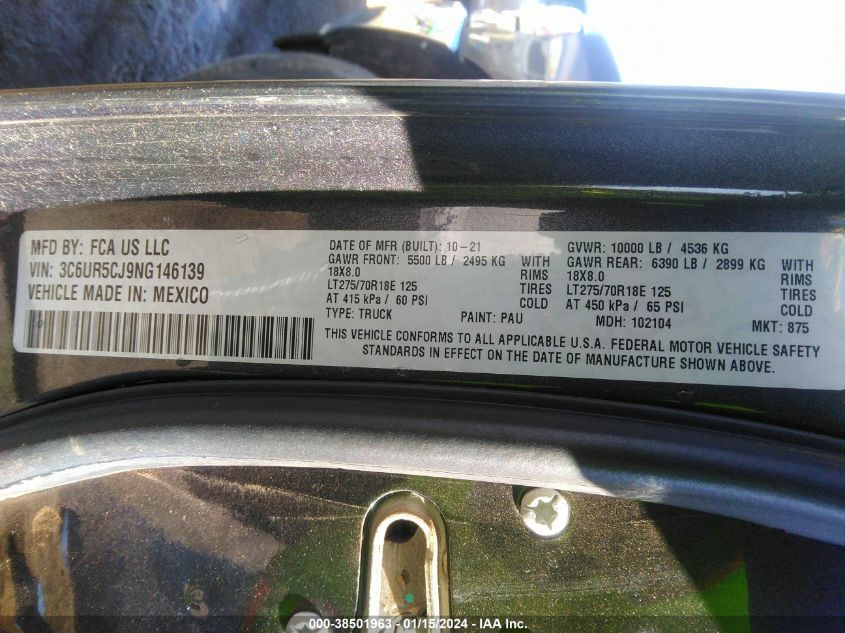 MFD BY: FCA US LLC
VIN: 3C6UR5CJ9NG146139
VEHICLE MADE IN: MEXICO
DATE OF MFR (BUILT): 10-21
GAWR FRONT: 5500 LB / 2495 KG WITH
18X8.0 RIMS
LT275/70R18E 125 TIRES
AT 415 kPa / 60 PSI COLD
TYPE: TRUCK PAINT: PAU
GVWR: 10000 LB / 4536 KG
GAWR REAR: 6390 LB / 2899 KG WITH
18X8.0 RIMS
LT275/70R18E 125 TIRES
AT 450 kPa / 65 PSI COLD
MDH: 102104 MKT: 875
THIS VEHICLE CONFORMS TO ALL APPLICABLE U.S.A. FEDERAL MOTOR VEHICLE SAFETY
STANDARDS IN EFFECT ON THE DATE OF MANUFACTURE SHOWN ABOVE.
000-38501963 - 01/15/2024 - IAA Inc.